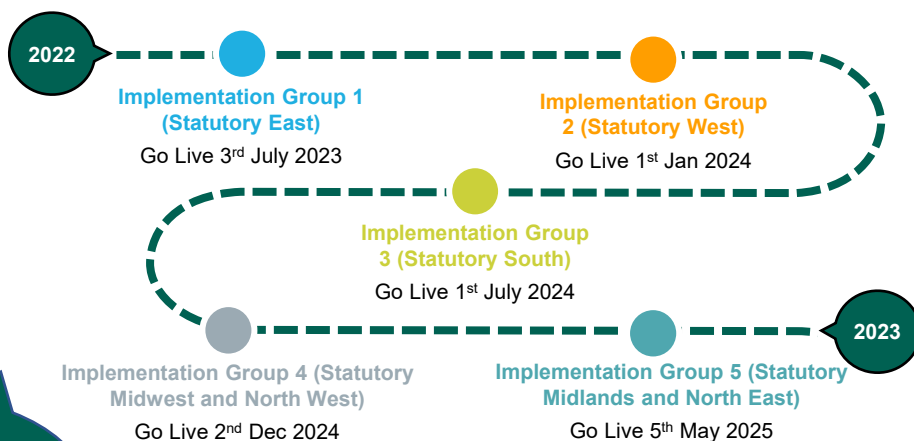 2022
Implementation Group 1
(Statutory East)
Go Live 3rd July 2023
Implementation Group
2 (Statutory West)
Go Live 1st Jan 2024
Implementation Group
3 (Statutory South)
Go Live 1st July 2024
2023
Implementation Group 4 (Statutory
Midwest and North West)
Go Live 2nd Dec 2024
Implementation Group 5 (Statutory
Midlands and North East)
Go Live 5th May 2025